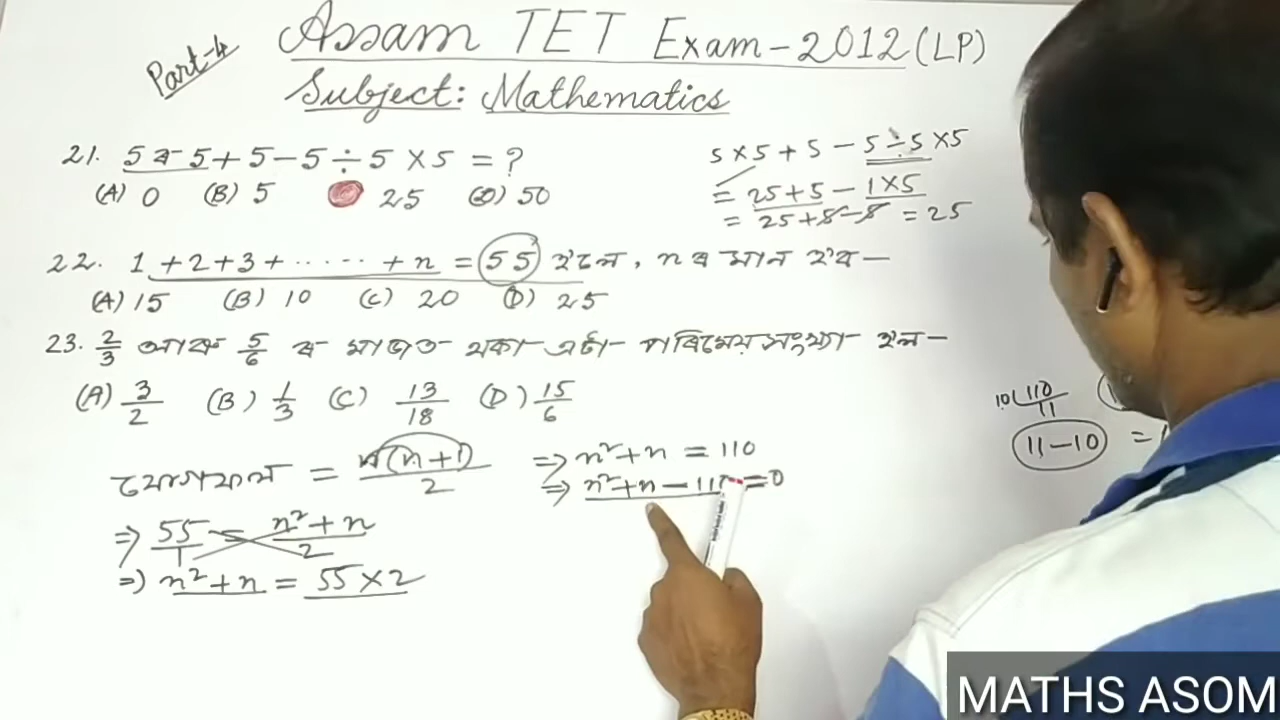 Part-4
Assam TET Exam-2012 (LP)
Subject: Mathematics
21. 5 ৰ 5 + 5 - 5 ÷ 5 × 5 = ?
(A) 0 (B) 5 25 (D) 50
5 × 5 + 5 - 5 ÷ 5 × 5
= 25 + 5 - 1 × 5
= 25 + 5 - 5 = 25
22. 1 + 2 + 3 + ...... + n = 55 হ'লে, n ৰ মান হ'ব—
(A) 15 (B) 10 (C) 20 (D) 25
23. 2/3 আৰু 5/6 ৰ মাজত থকা এটা পৰিমেয় সংখ্যা হ'ল—
(A) 3/2 (B) 1/3 (C) 13/18 (D) 15/6
যোগফল = n(n+1)/2
⇒ 55/1 = n²+n/2
⇒ n²+n = 55×2
⇒ n²+n = 110
⇒ n²+n-110 = 0
10 110
11
11-10 =
MATHS ASOM